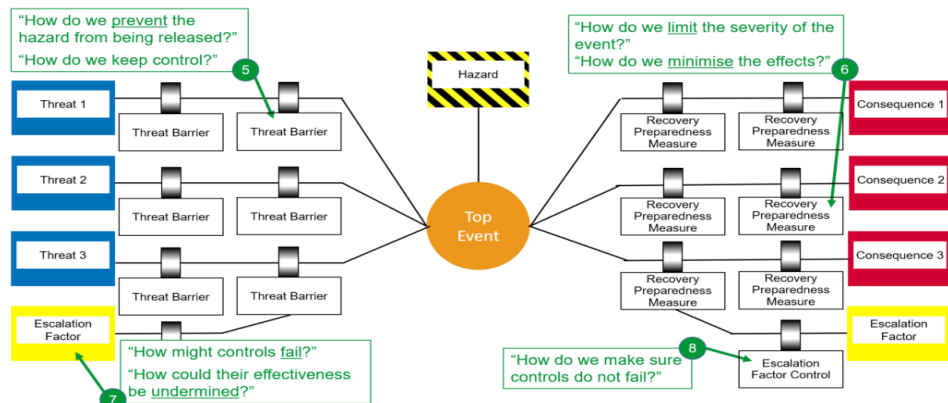 “How do we prevent the
hazard from being released?”
“How do we keep control?”
5
Hazard
“How do we limit the severity of the
event?”
“How do we minimise the effects?”
6
Threat 1
Threat Barrier
Threat Barrier
Recovery
Preparedness
Measure
Recovery
Preparedness
Measure
Consequence 1
Threat 2
Threat Barrier
Threat Barrier
Top
Event
Recovery
Preparedness
Measure
Recovery
Preparedness
Measure
Consequence 2
Threat 3
Threat Barrier
Threat Barrier
Recovery
Preparedness
Measure
Recovery
Preparedness
Measure
Consequence 3
Escalation
Factor
“How might controls fail?”
“How could their effectiveness
be undermined?”
7
“How do we make sure
controls do not fail?”
8
Escalation
Factor Control
Escalation
Factor